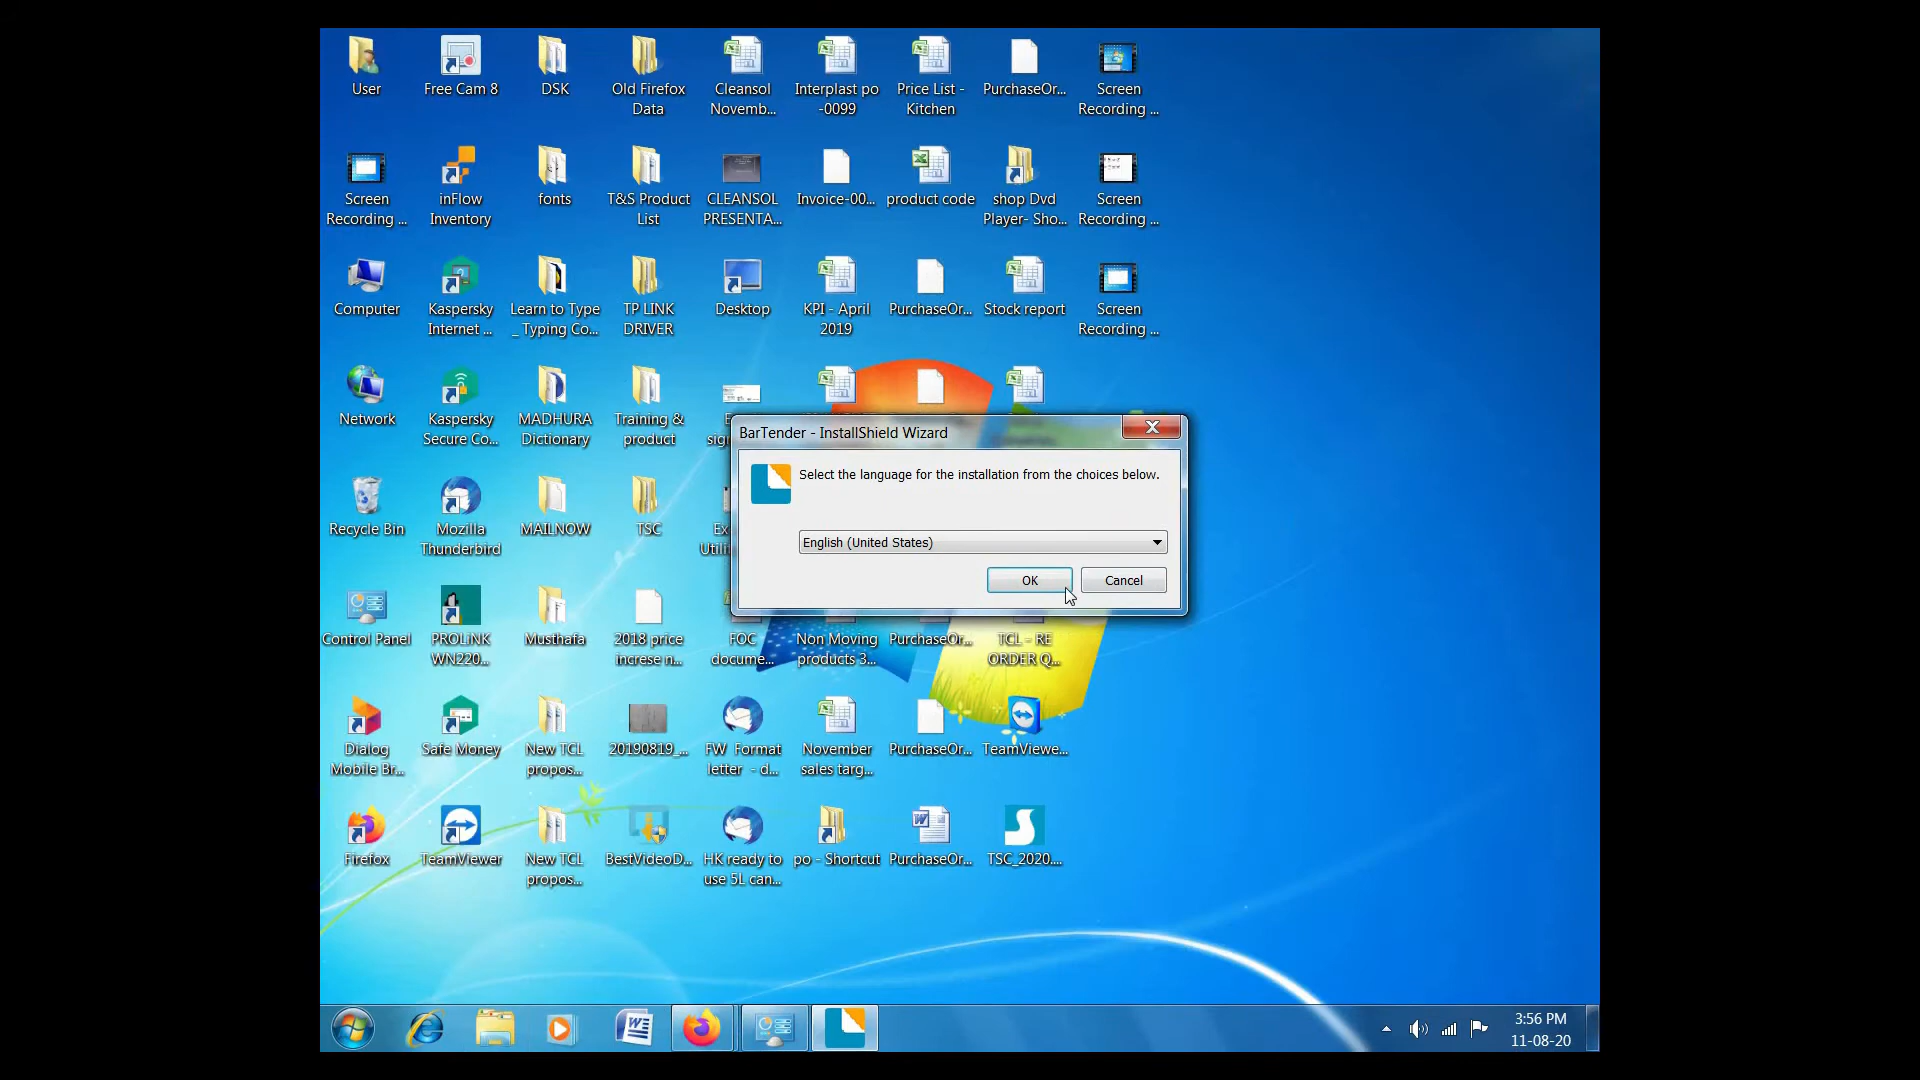 User
Free Cam 8
DSK
Old Firefox
Data
Cleansol
Novemb...
Interplast po
-0099
Price List -
Kitchen
PurchaseOr...
Screen
Recording ...
Screen
Recording ...
inFlow
Inventory
fonts
T&S Product
List
CLEANSOL
PRESENTA...
Invoice-00...
product code
shop Dvd
Player- Sho...
Screen
Recording ...
Computer
Kaspersky
Internet ...
Learn to Type
_ Typing Co...
TP LINK
DRIVER
Desktop
KPI - April
2019
PurchaseOr...
Stock report
Screen
Recording ...
Network
Kaspersky
Secure Co...
MADHURA
Dictionary
Training &
product
BarTender - InstallShield Wizard
Select the language for the installation from the choices below.
English (United States)
OK
Cancel
Recycle Bin
Mozilla
Thunderbird
MAILNOW
TSC
Control Panel
PROLiNK
WN220...
Musthafa
2018 price
increse n...
FOC
docume...
Non Moving
products 3...
PurchaseOr...
TCL - RE
ORDER Q...
Dialog
Mobile Br...
Safe Money
New TCL
propos...
20190819_...
FW Format
letter - d...
November
sales targ...
PurchaseOr...
TeamViewe...
Firefox
TeamViewer
New TCL
propos...
BestVideoD...
HK ready to
use 5L can...
po - Shortcut
PurchaseOr...
TSC_2020....
3:56 PM
11-08-20